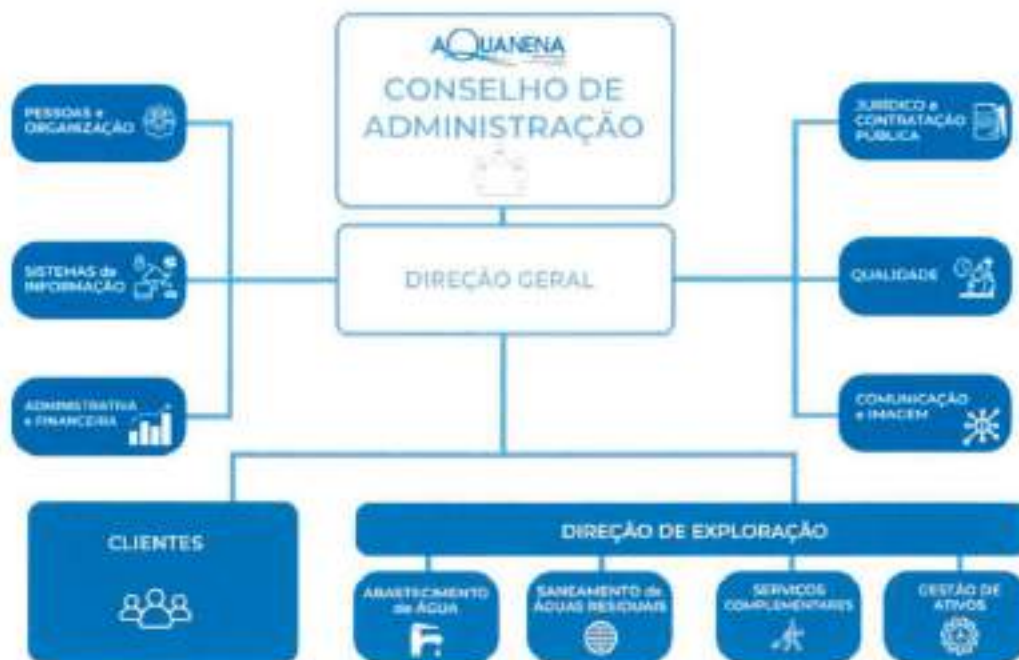 AQUANENA
CONSELHO DE
ADMINISTRAÇÃO
PESSOAS e
ORGANIZAÇÃO
JURÍDICO e
CONTRATAÇÃO
PÚBLICA
SISTEMAS de
INFORMAÇÃO
DIREÇÃO GERAL
QUALIDADE
ADMINISTRATIVA
e FINANCEIRA
COMUNICAÇÃO
e IMAGEM
CLIENTES
DIREÇÃO DE EXPLORAÇÃO
ABASTECIMENTO
de ÁGUA
SANEAMENTO de
ÁGUAS RESIDUAIS
SERVIÇOS
COMPLEMENTARES
GESTÃO DE
ATIVOS